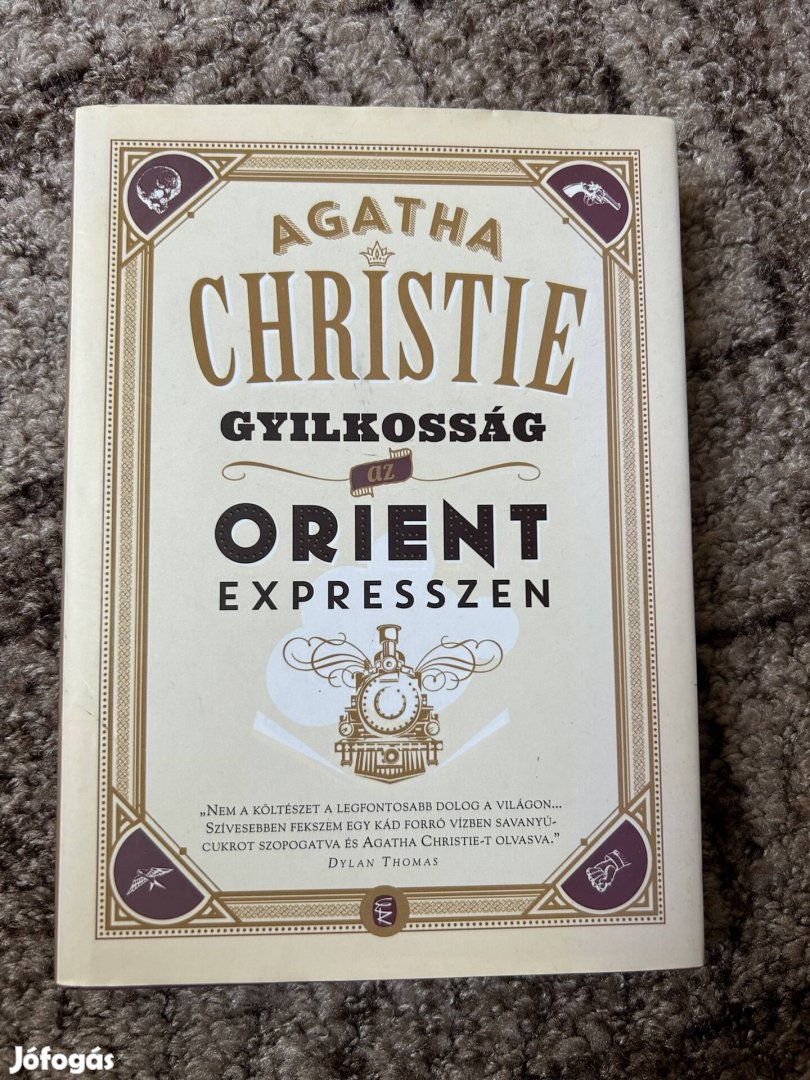 AGATHA
CHRISTIE
GYILKOSSÁG
az
ORIENT
EXPRESSZEN
„NEM A KÖLTÉSZET A LEGFONTOSABB DOLOG A VILÁGON...
SZÍVESEBBEN FEKSZEM EGY KÁD FORRÓ VÍZBEN SAVANYÚ-
CUKROT SZOPOGATVA ÉS AGATHA CHRISTIE-T OLVASVA.”
DYLAN THOMAS
Jófogás